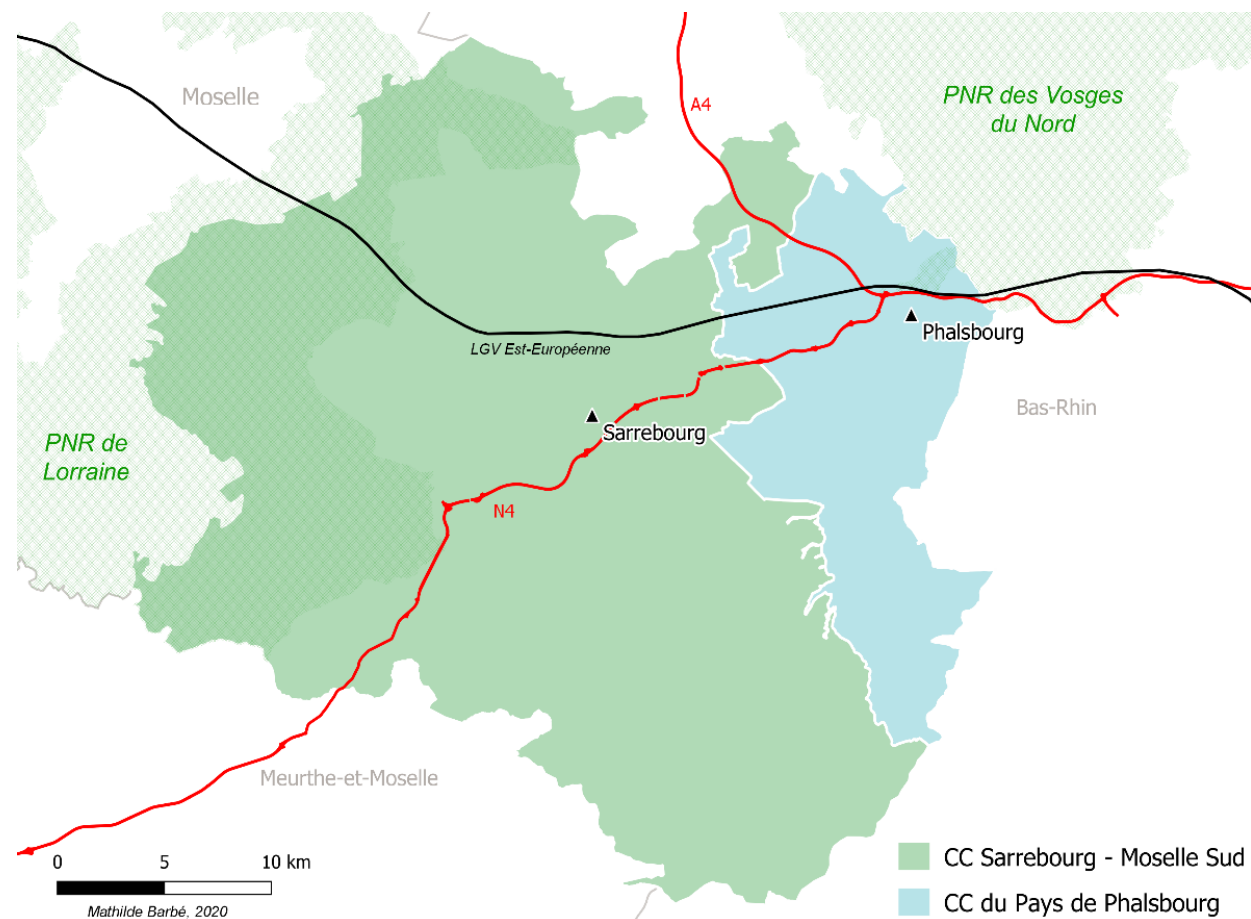 Moselle
A4
PNR des Vosges
du Nord
LGV Est-Européenne
Phalsbourg
Bas-Rhin
Sarrebourg
PNR de
Lorraine
N4
Meurthe-et-Moselle
0 5 10 km
Mathilde Barbé, 2020
CC Sarrebourg - Moselle Sud
CC du Pays de Phalsbourg